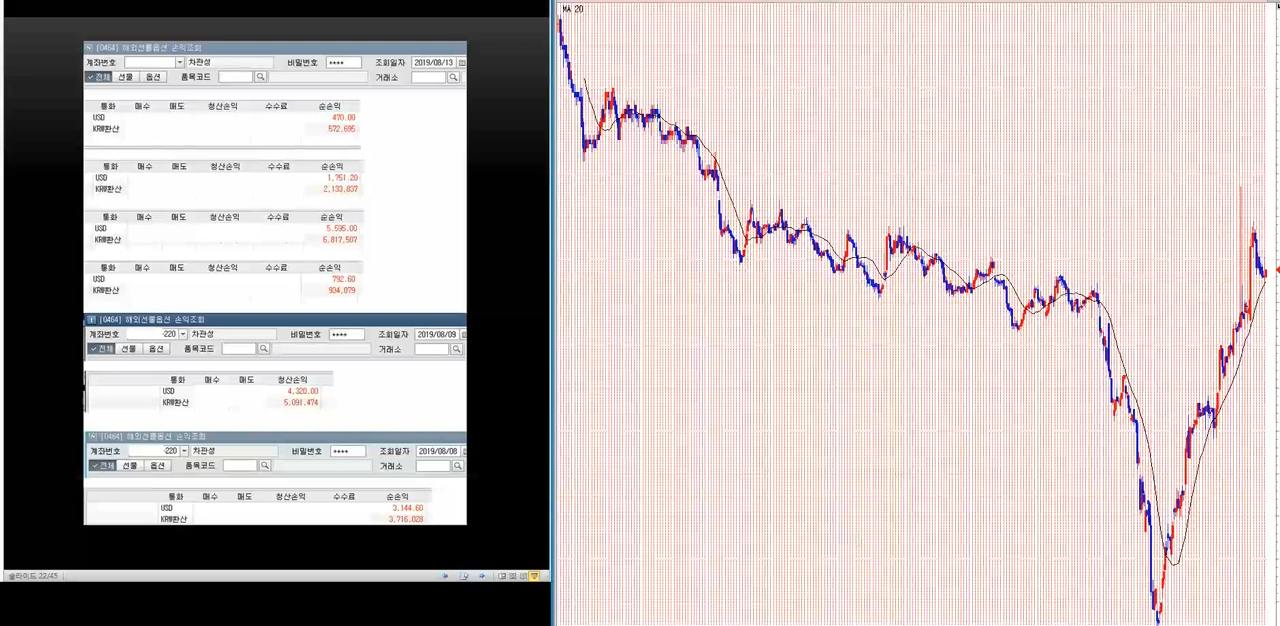 [0464] 해외선물옵션 손익조회
계좌번호 차관성 비밀번호 **** 조회일자 2019/08/13
전체 선물 옵션 품목코드 거래소
통화 매수 매도 청산손익 수수료 순손익
USD 470.00
KRW환산 572,695
통화 매수 매도 청산손익 수수료 순손익
USD 1,751.20
KRW환산 2,133,837
통화 매수 매도 청산손익 수수료 순손익
USD 5,595.00
KRW환산 6,817,507
통화 매수 매도 청산손익 수수료 순손익
USD 792.60
KRW환산 934,079
[0464] 해외선물옵션 손익조회
계좌번호 -220 차관성 비밀번호 **** 조회일자 2019/08/09
전체 선물 옵션 품목코드 거래소
통화 매수 매도 청산손익
USD 4,320.00
KRW환산 5,091,474
[0464] 해외선물옵션 손익조회
계좌번호 -220 차관성 비밀번호 **** 조회일자 2019/08/08
전체 선물 옵션 품목코드 거래소
통화 매수 매도 청산손익 수수료 순손익
USD 3,144.60
KRW환산 3,716,028
슬라이드 22/45
MA 20